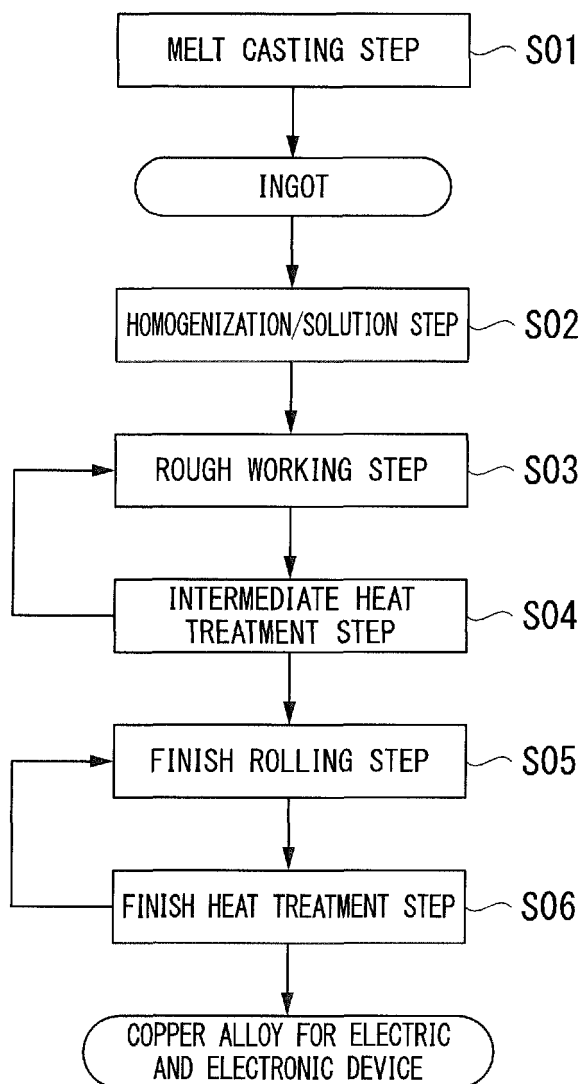 MELT CASTING STEP
S01
INGOT
HOMOGENIZATION/SOLUTION STEP
S02
ROUGH WORKING STEP
S03
INTERMEDIATE HEAT
TREATMENT STEP
S04
FINISH ROLLING STEP
S05
FINISH HEAT TREATMENT STEP
S06
COPPER ALLOY FOR ELECTRIC
AND ELECTRONIC DEVICE